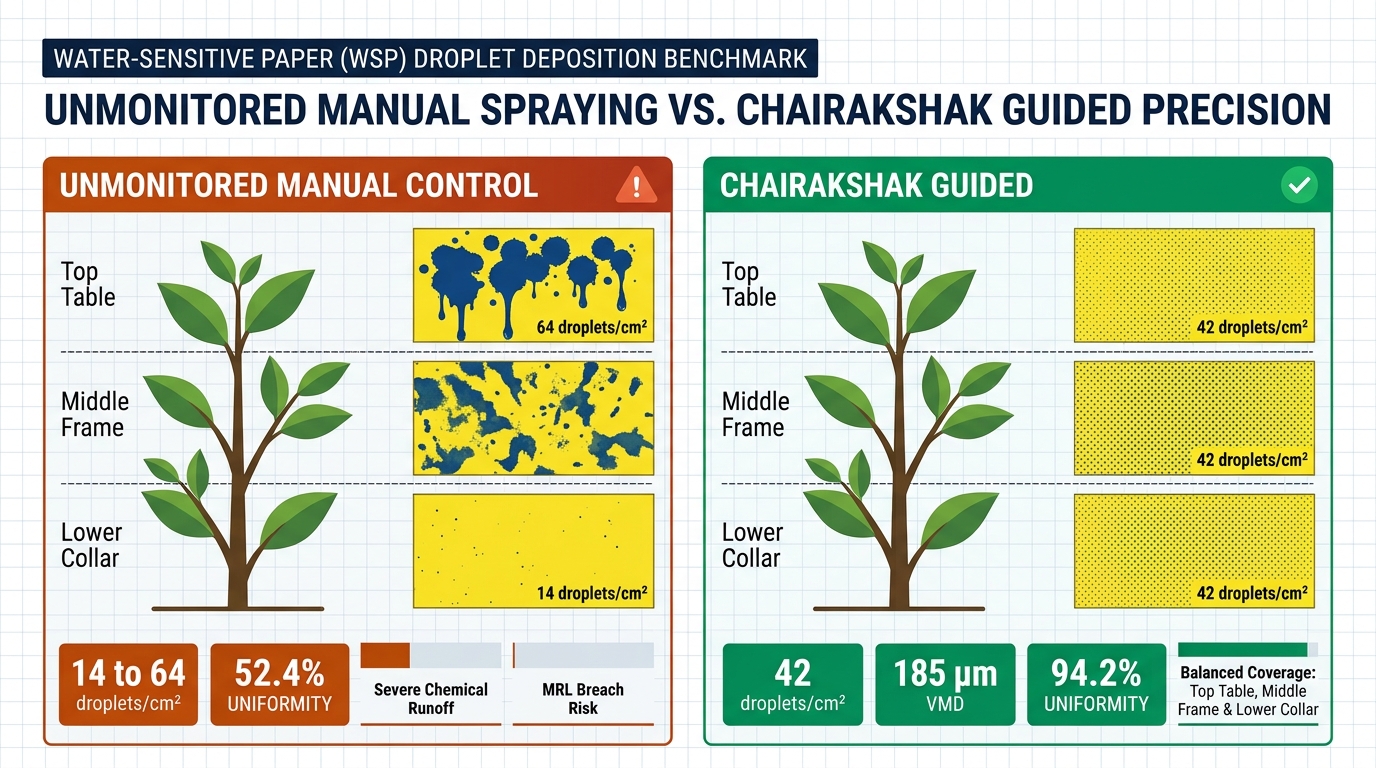 WATER-SENSITIVE PAPER (WSP) DROPLET DEPOSITION BENCHMARK
UNMONITORED MANUAL SPRAYING VS. CHAIRAKSHAK GUIDED PRECISION
UNMONITORED MANUAL CONTROL
!
Top
Table
64 droplets/cm²
Middle
Frame
Lower
Collar
14 droplets/cm²
14 to 64
droplets/cm²
52.4%
UNIFORMITY
Severe Chemical
Runoff
MRL Breach
Risk
CHAIRAKSHAK GUIDED
Top
Table
42 droplets/cm²
Middle
Frame
42 droplets/cm²
Lower
Collar
42 droplets/cm²
42
droplets/cm²
185 µm
VMD
94.2%
UNIFORMITY
Balanced Coverage:
Top Table, Middle
Frame & Lower Collar